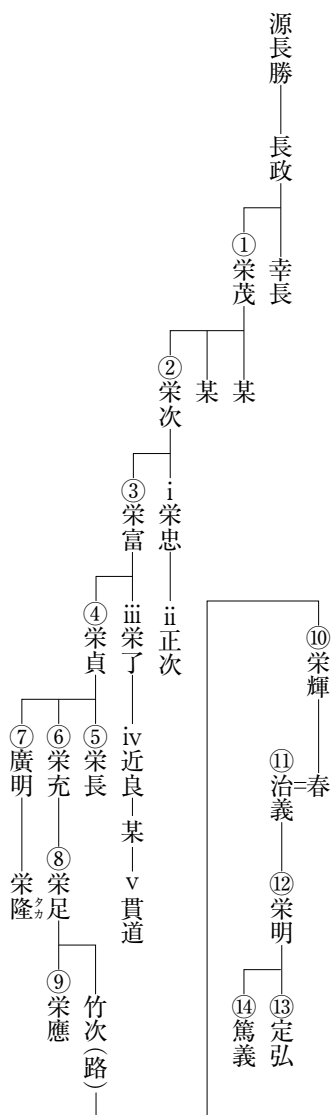 源長勝
長政
幸長
①栄茂
某
某
②栄次
ⅰ栄忠
ⅱ正次
③栄富
ⅲ栄了
ⅳ近良
某
ⅴ貫道
④栄貞
⑤栄長
⑥栄充
⑦廣明
栄隆タカ
⑧栄足
竹次(路)
⑨栄應
⑩栄輝
春
⑪治義
⑫栄明
⑬定弘
⑭篤義